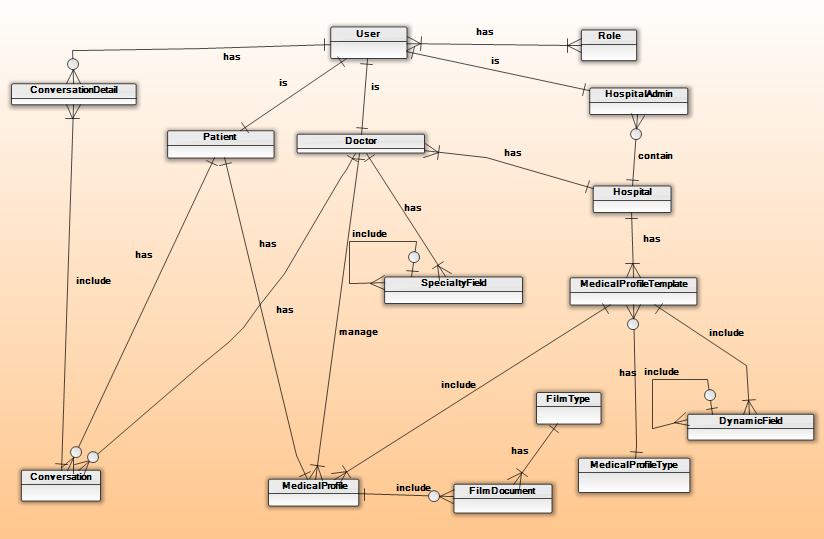 User
has
Role
has
is
is
is
ConversationDetail
HospitalAdmin
Patient
Doctor
has
contain
Hospital
has
include
has
has
has
include
has
SpecialtyField
MedicalProfileTemplate
manage
include
include
has
include
FilmType
DynamicField
has
Conversation
MedicalProfile
include
FilmDocument
MedicalProfileType